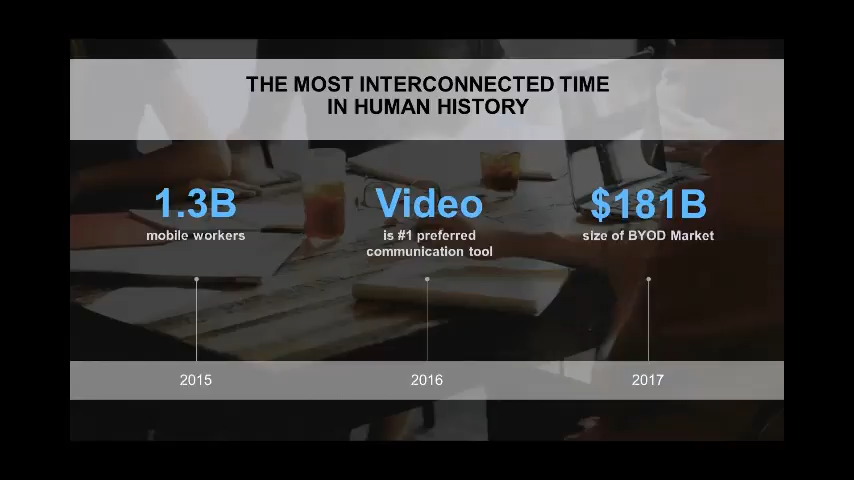 THE MOST INTERCONNECTED TIME
IN HUMAN HISTORY
1.3B
mobile workers
Video
is #1 preferred
communication tool
$181B
size of BYOD Market
2015
2016
2017